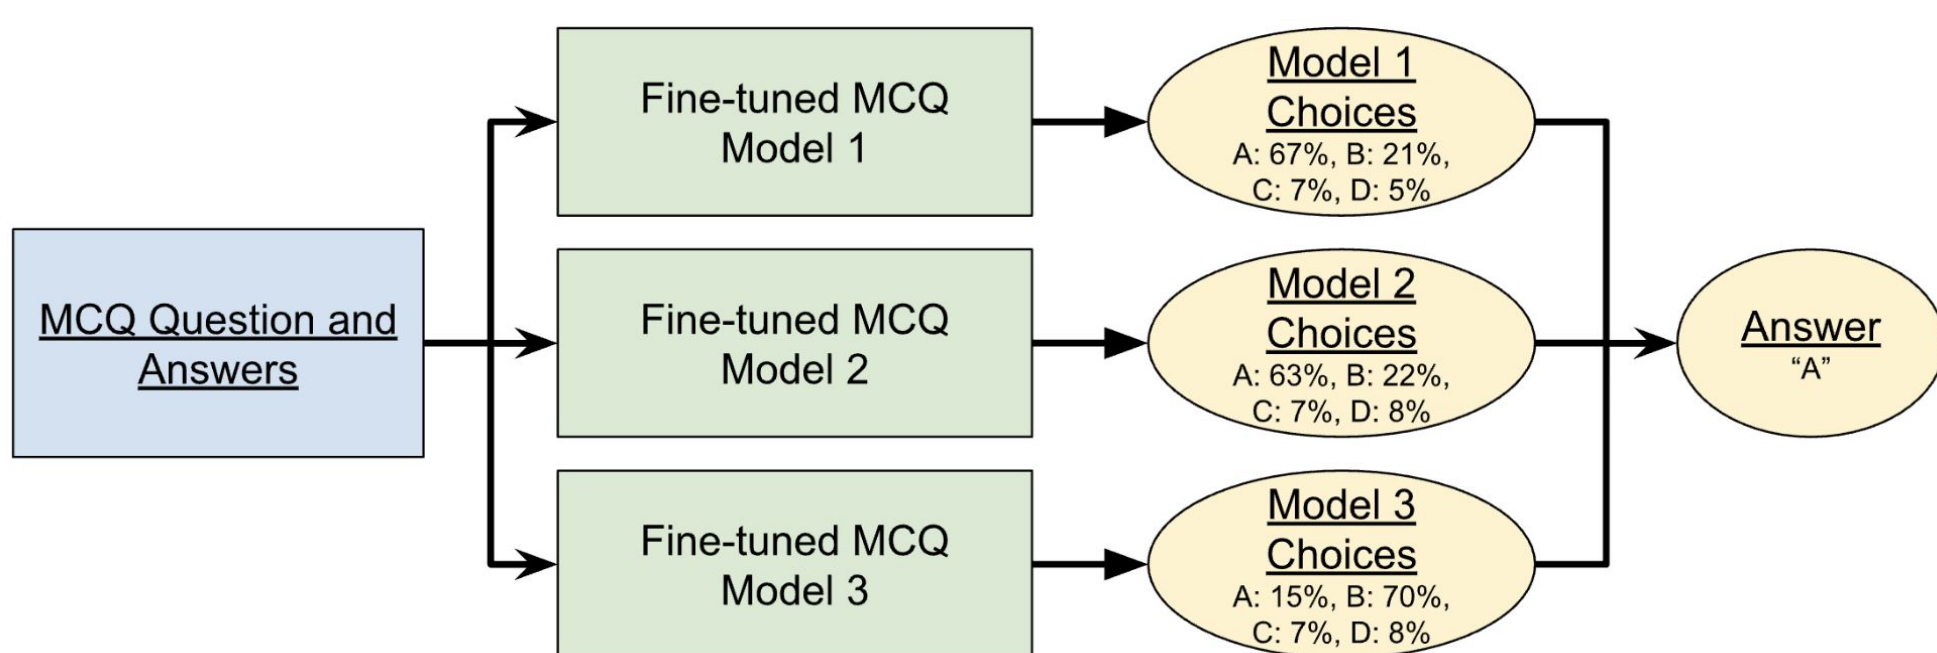 MCQ Question and
Answers
Fine-tuned MCQ
Model 1
Model 1
Choices
A: 67%, B: 21%,
C: 7%, D: 5%
Fine-tuned MCQ
Model 2
Model 2
Choices
A: 63%, B: 22%,
C: 7%, D: 8%
Fine-tuned MCQ
Model 3
Model 3
Choices
A: 15%, B: 70%,
C: 7%, D: 8%
Answer
“A”